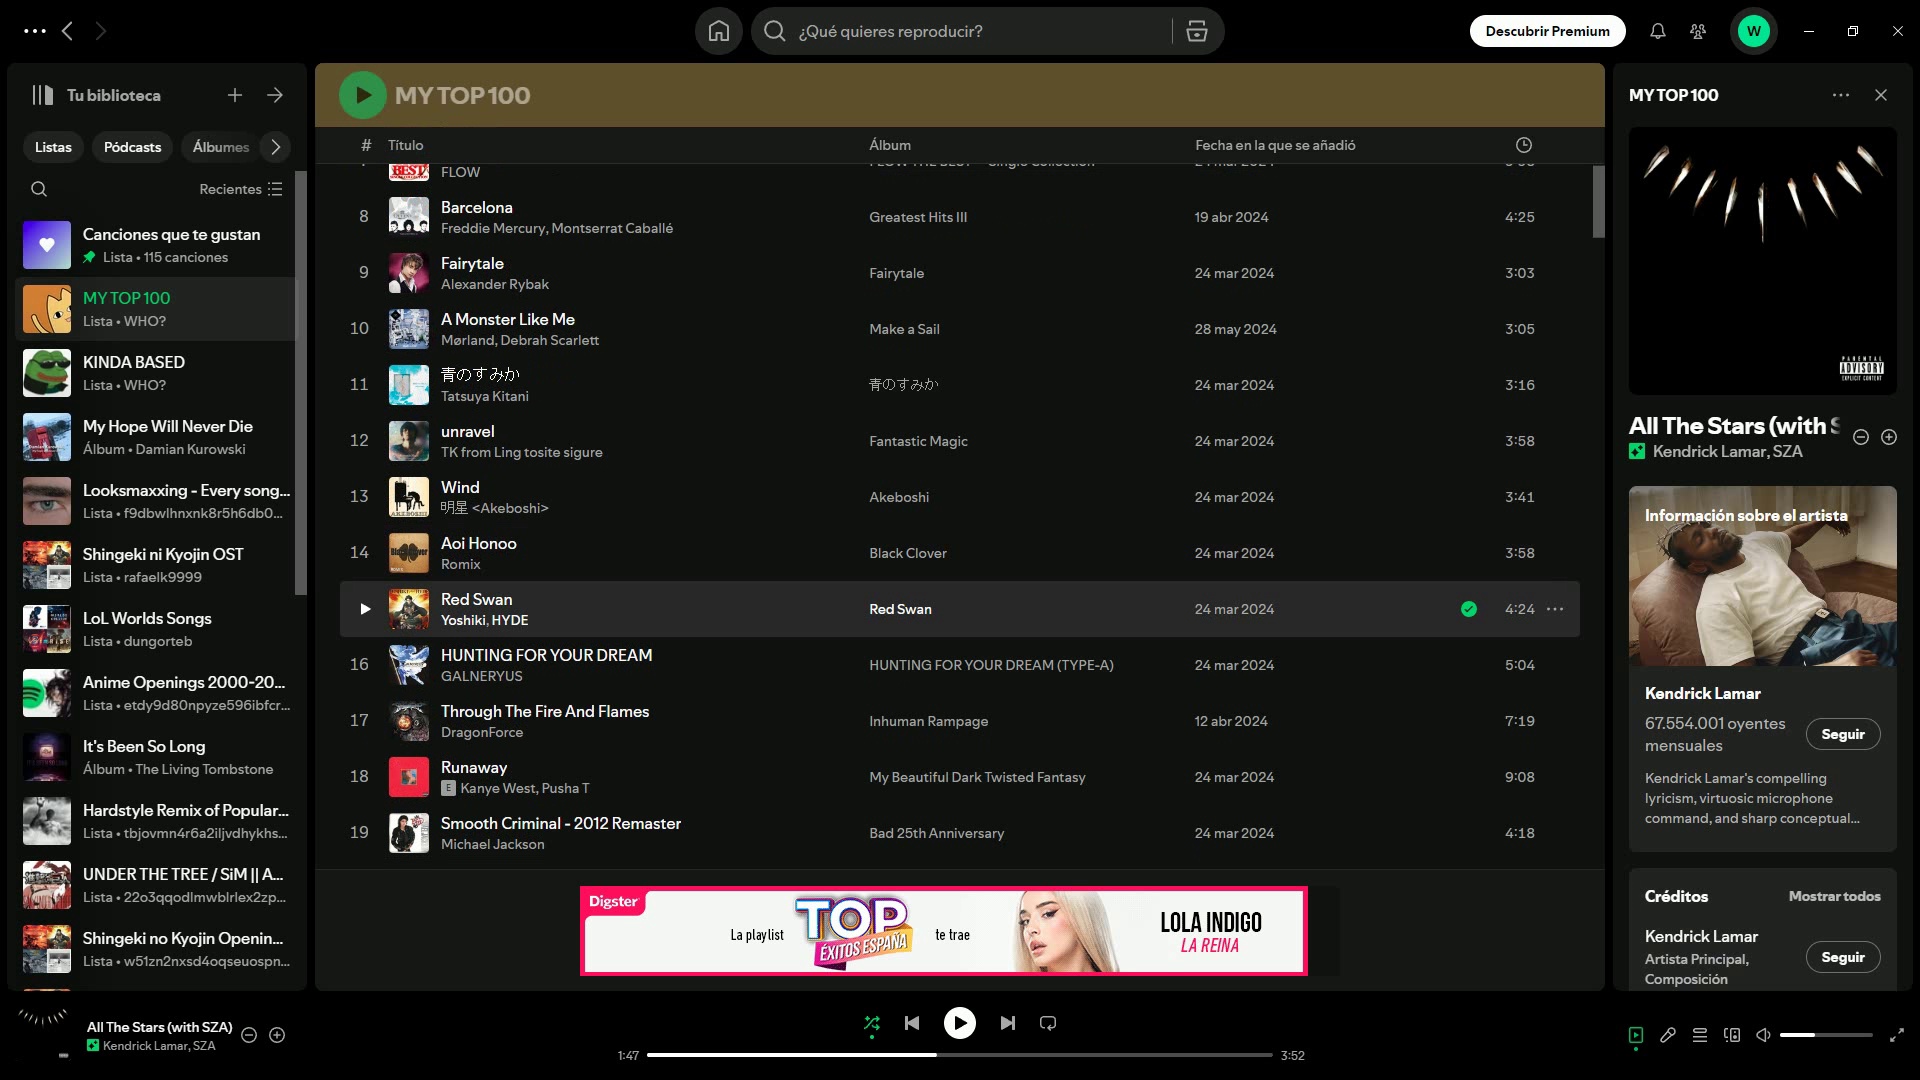 ¿Qué quieres reproducir?
Descubrir Premium
W
Tu biblioteca
Listas
Pódcasts
Álbumes
Recientes
Canciones que te gustan
Lista • 115 canciones
MY TOP 100
Lista • WHO?
KINDA BASED
Lista • WHO?
My Hope Will Never Die
Álbum • Damian Kurowski
Looksmaxxing - Every song...
Lista • f9dbwlhnxnk8r5h6db0...
Shingeki ni Kyojin OST
Lista • rafaelk9999
LoL Worlds Songs
Lista • dungorteb
Anime Openings 2000-20...
Lista • etdy9d80npyze596ibfcr...
It's Been So Long
Álbum • The Living Tombstone
Hardstyle Remix of Popular...
Lista • tbjovmn4r6a2iljvdhykhs...
UNDER THE TREE / SiM || A...
Lista • 22o3qqodlmwblrlex2zp...
Shingeki no Kyojin Openin...
Lista • w51zn2nxsd4oqseuospn...
MY TOP 100
# Título Álbum Fecha en la que se añadió
BEST
FLOW
8 Barcelona Greatest Hits III 19 abr 2024 4:25
Freddie Mercury, Montserrat Caballé
9 Fairytale Fairytale 24 mar 2024 3:03
Alexander Rybak
10 A Monster Like Me Make a Sail 28 may 2024 3:05
Mørland, Debrah Scarlett
11 青のすみか 青のすみか 24 mar 2024 3:16
Tatsuya Kitani
12 unravel Fantastic Magic 24 mar 2024 3:58
TK from Ling tosite sigure
13 Wind Akeboshi 24 mar 2024 3:41
明星 <Akeboshi>
14 Aoi Honoo Black Clover 24 mar 2024 3:58
Romix
Red Swan Red Swan 24 mar 2024 4:24
Yoshiki, HYDE
16 HUNTING FOR YOUR DREAM HUNTING FOR YOUR DREAM (TYPE-A) 24 mar 2024 5:04
GALNERYUS
17 Through The Fire And Flames Inhuman Rampage 12 abr 2024 7:19
DragonForce
18 Runaway My Beautiful Dark Twisted Fantasy 24 mar 2024 9:08
E Kanye West, Pusha T
19 Smooth Criminal - 2012 Remaster Bad 25th Anniversary 24 mar 2024 4:18
Michael Jackson
Digster
La playlist
TOP
ÉXITOS ESPAÑA
te trae
LOLA INDIGO
LA REINA
MY TOP 100
PARENTAL
ADVISORY
EXPLICIT CONTENT
All The Stars (with S
Kendrick Lamar, SZA
Información sobre el artista
Kendrick Lamar
67.554.001 oyentes
mensuales
Seguir
Kendrick Lamar's compelling
lyricism, virtuosic microphone
command, and sharp conceptual...
Créditos
Mostrar todos
Kendrick Lamar
Artista Principal,
Composición
Seguir
All The Stars (with SZA)
Kendrick Lamar, SZA
1:47
3:52